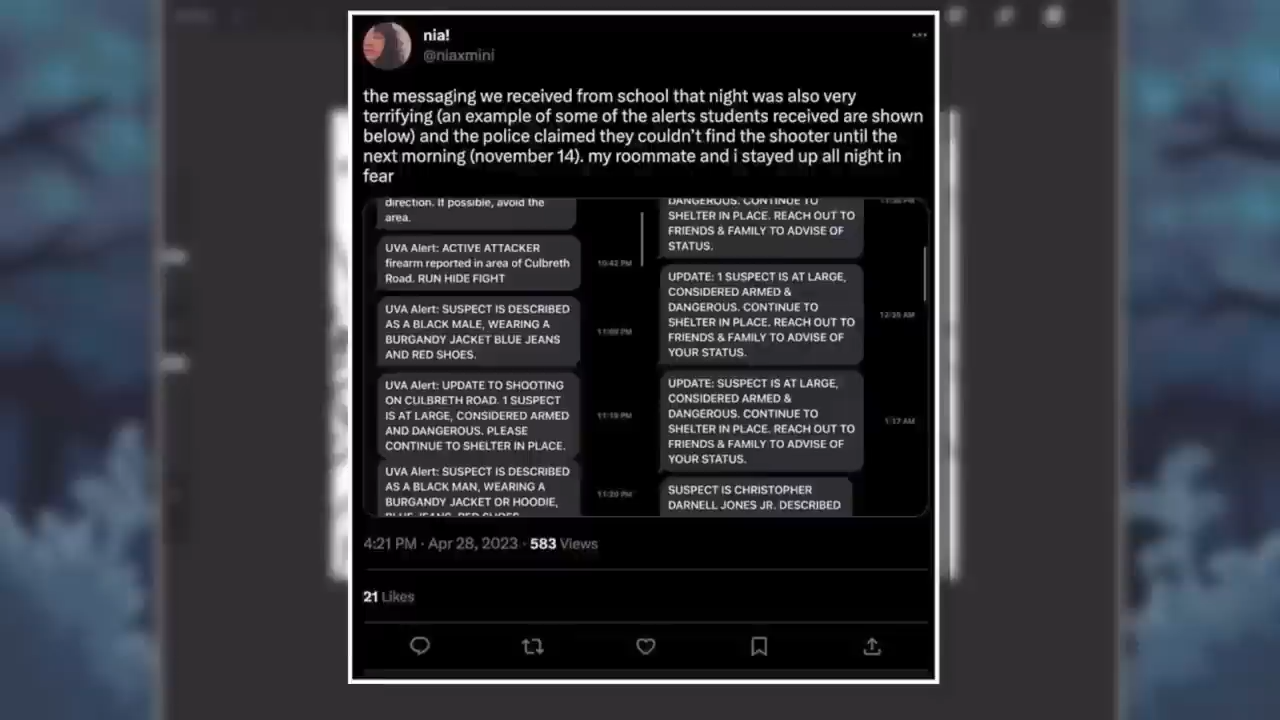 nia!
@niaxmini
the messaging we received from school that night was also very
terrifying (an example of some of the alerts students received are shown
below) and the police claimed they couldn't find the shooter until the
next morning (november 14). my roommate and i stayed up all night in
fear
direction. If possible, avoid the
area.
UVA Alert: ACTIVE ATTACKER
firearm reported in area of Culbreth
Road. RUN HIDE FIGHT
10:42 PM
UVA Alert: SUSPECT IS DESCRIBED
AS A BLACK MALE, WEARING A
BURGANDY JACKET BLUE JEANS
AND RED SHOES.
UVA Alert: UPDATE TO SHOOTING
ON CULBRETH ROAD. 1 SUSPECT
IS AT LARGE, CONSIDERED ARMED
AND DANGEROUS. PLEASE
CONTINUE TO SHELTER IN PLACE.
UVA Alert: SUSPECT IS DESCRIBED
AS A BLACK MAN, WEARING A
BURGANDY JACKET OR HOODIE,
BLUE JEANS, RED SHOES
11:20 PM
DANGEROUS. CONTINUE TO
SHELTER IN PLACE. REACH OUT TO
FRIENDS & FAMILY TO ADVISE OF
STATUS.
UPDATE: 1 SUSPECT IS AT LARGE,
CONSIDERED ARMED &
DANGEROUS. CONTINUE TO
SHELTER IN PLACE. REACH OUT TO
FRIENDS & FAMILY TO ADVISE OF
YOUR STATUS.
UPDATE: SUSPECT IS AT LARGE,
CONSIDERED ARMED &
DANGEROUS. CONTINUE TO
SHELTER IN PLACE. REACH OUT TO
FRIENDS & FAMILY TO ADVISE OF
YOUR STATUS.
1:17 AM
SUSPECT IS CHRISTOPHER
DARNELL JONES JR. DESCRIBED
4:21 PM · Apr 28, 2023 · 583 Views
21 Likes